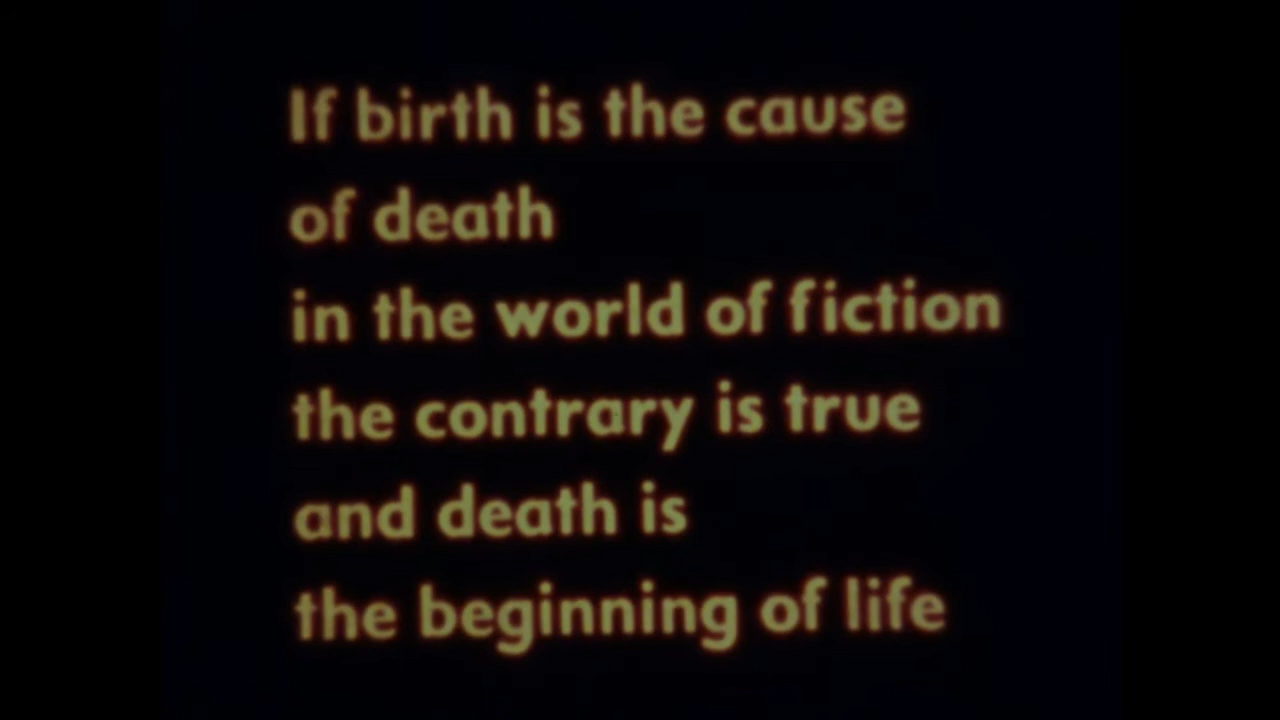 If birth is the cause
of death
in the world of fiction
the contrary is true
and death is
the beginning of life